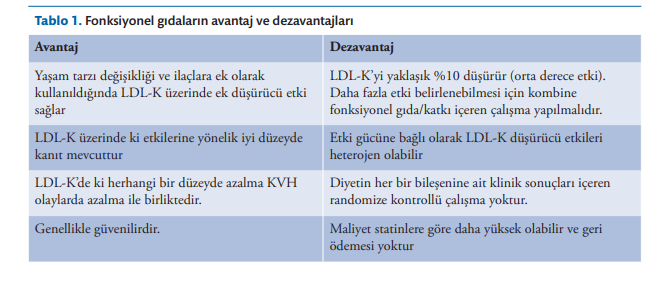 Tablo 1. Fonksiyonel gıdaların avantaj ve dezavantajları
Avantaj
Dezavantaj
Yaşam tarzı değişikliği ve ilaçlara ek olarak
kullanıldığında LDL-K üzerinde ek düşürücü etki
sağlar
LDL-K’yi yaklaşık %10 düşürür (orta derece etki).
Daha fazla etki belirlenebilmesi için kombine
fonksiyonel gıda/katkı içeren çalışma yapılmalıdır.
LDL-K üzerinde ki etkilerine yönelik iyi düzeyde
kanıt mevcuttur
Etki gücüne bağlı olarak LDL-K düşürücü etkileri
heterojen olabilir
LDL-K’de ki herhangi bir düzeyde azalma KVH
olaylarda azalma ile birliktedir.
Diyetin her bir bileşenine ait klinik sonuçları içeren
randomize kontrollü çalışma yoktur.
Genellikle güvenilirdir.
Maliyet statinlere göre daha yüksek olabilir ve geri
ödemesi yoktur